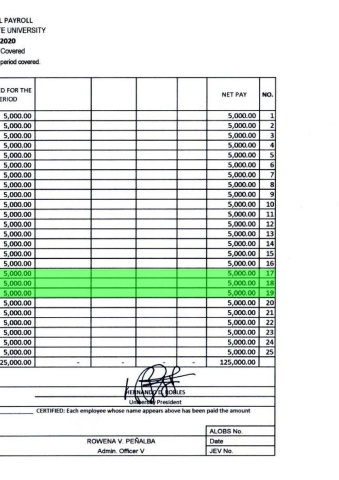 L PAYROLL
TE UNIVERSITY
2020
Covered
period covered.
D FOR THE
ERIOD NET PAY NO.
5,000.00 5,000.00 1
5,000.00 5,000.00 2
5,000.00 5,000.00 3
5,000.00 5,000.00 4
5,000.00 5,000.00 5
5,000.00 5,000.00 6
5,000.00 5,000.00 7
5,000.00 5,000.00 8
5,000.00 5,000.00 9
5,000.00 5,000.00 10
5,000.00 5,000.00 11
5,000.00 5,000.00 12
5,000.00 5,000.00 13
5,000.00 5,000.00 14
5,000.00 5,000.00 15
5,000.00 5,000.00 16
5,000.00 5,000.00 17
5,000.00 5,000.00 18
5,000.00 5,000.00 19
5,000.00 5,000.00 20
5,000.00 5,000.00 21
5,000.00 5,000.00 22
5,000.00 5,000.00 23
5,000.00 5,000.00 24
5,000.00 5,000.00 25
25,000.00 - - - - 125,000.00
HERNANDO D. ROBLES
University President
CERTIFIED: Each employee whose name appears above has been paid the amount
ALOBS No.
ROWENA V. PEÑALBA Date
Admin. Officer V JEV No.